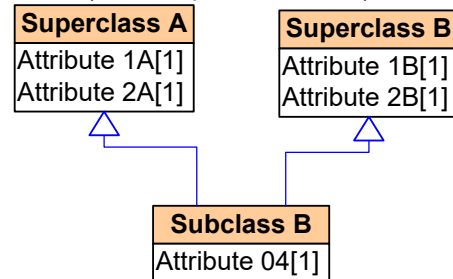 Superclass A
Attribute 1A[1]
Attribute 2A[1]
Superclass B
Attribute 1B[1]
Attribute 2B[1]
Subclass B
Attribute 04[1]